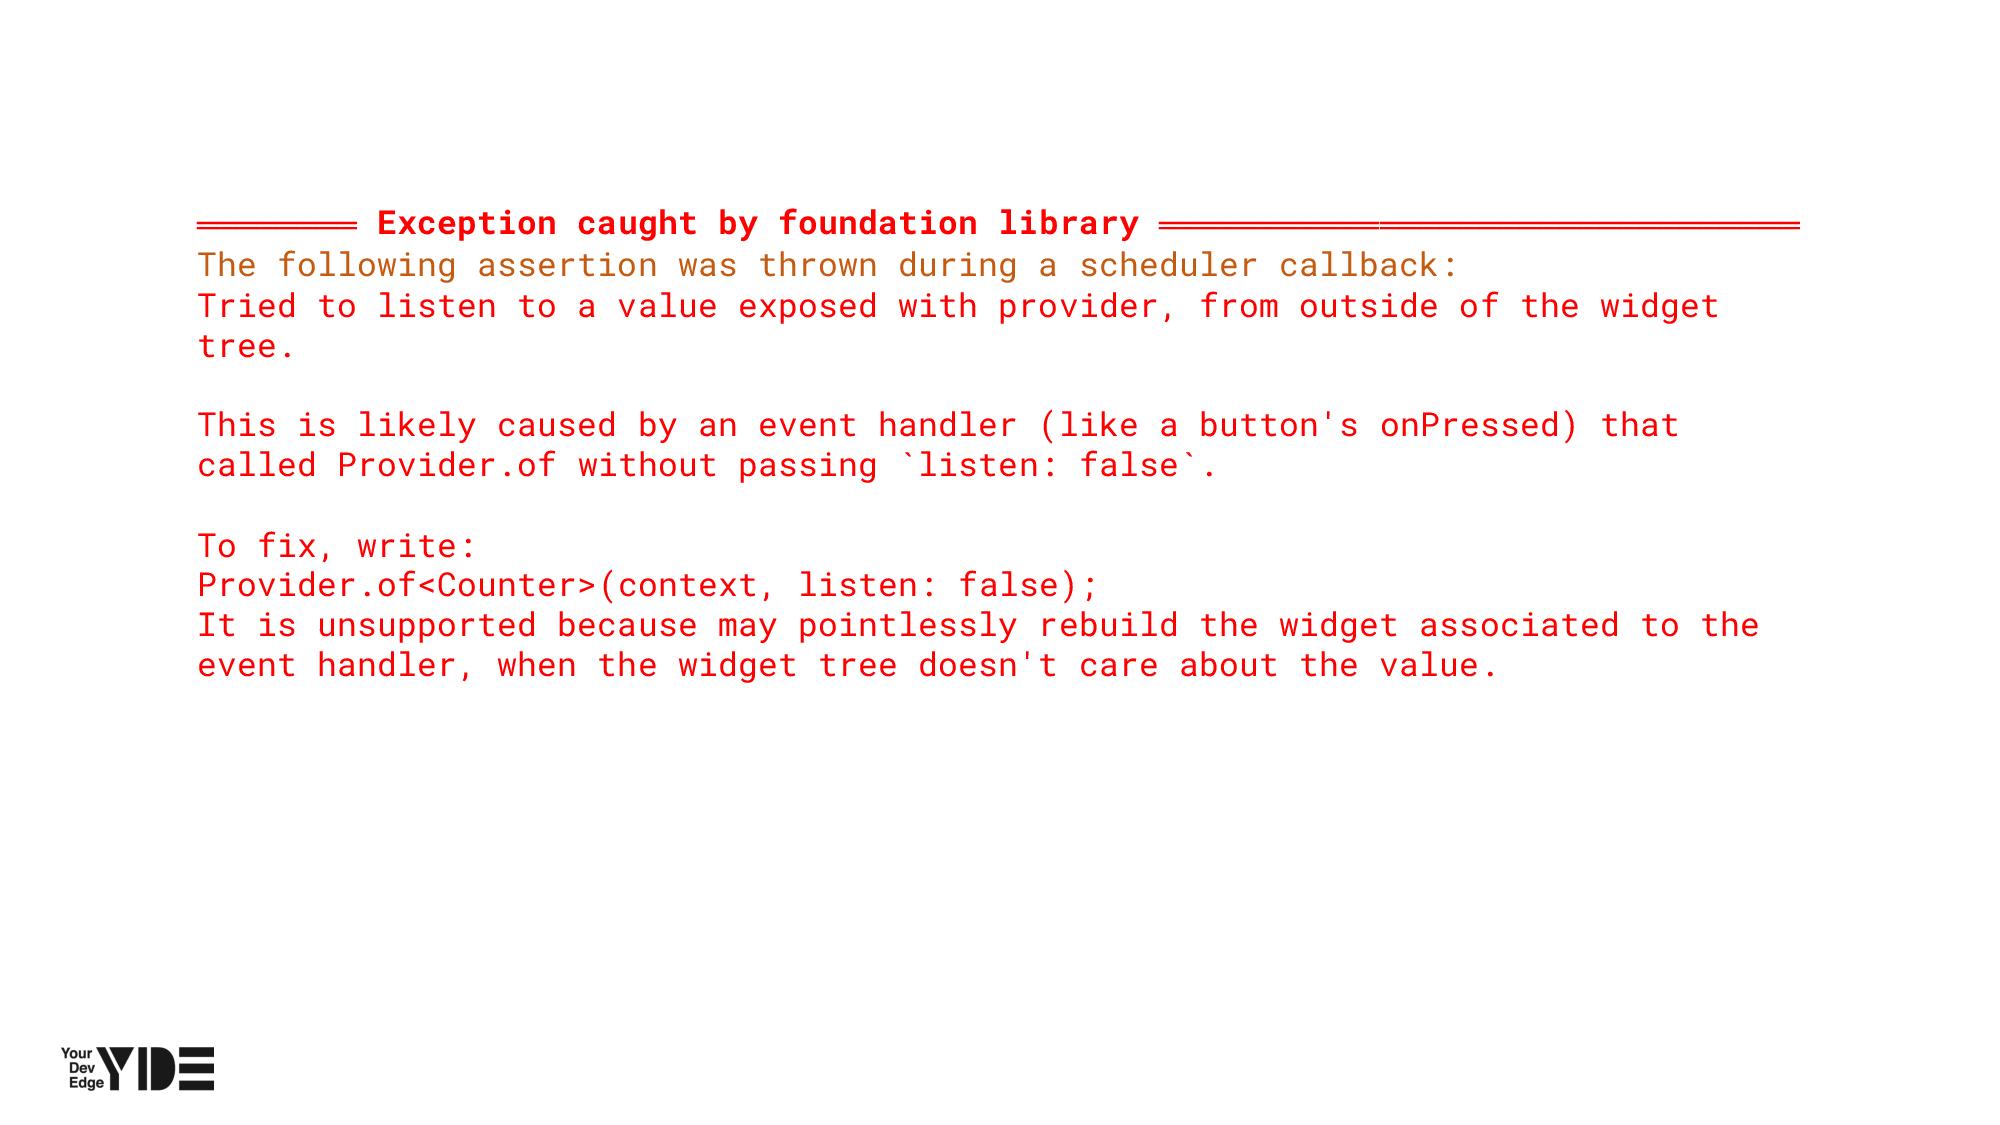 ════════ Exception caught by foundation library ════════════════════════════════
The following assertion was thrown during a scheduler callback:
Tried to listen to a value exposed with provider, from outside of the widget
tree.
This is likely caused by an event handler (like a button's onPressed) that
called Provider.of without passing `listen: false`.
To fix, write:
Provider.of<Counter>(context, listen: false);
It is unsupported because may pointlessly rebuild the widget associated to the
event handler, when the widget tree doesn't care about the value.
Your
Dev
Edge
YDE